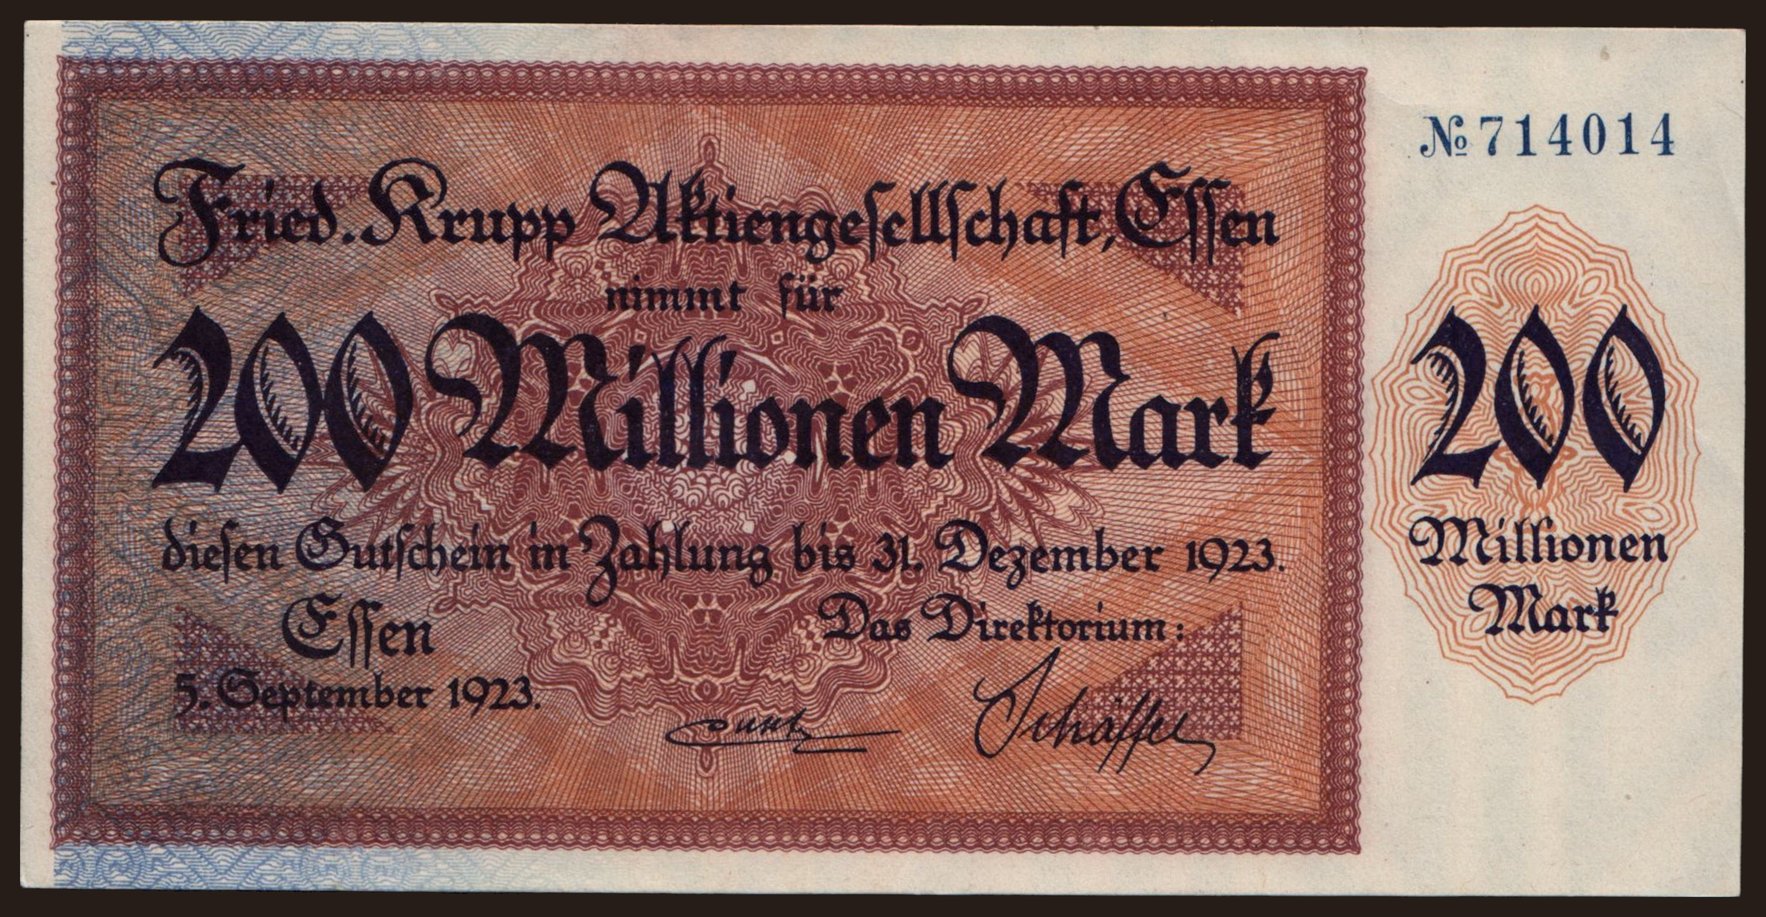 Fried. Krupp Aktiengesellschaft, Essen
nimmt für
200 Millionen Mark
diesen Gutschein in Zahlung bis 31. Dezember 1923.
Essen
5. September 1923.
Das Direktorium:
Schäffer
№ 714014
200
Millionen
Mark